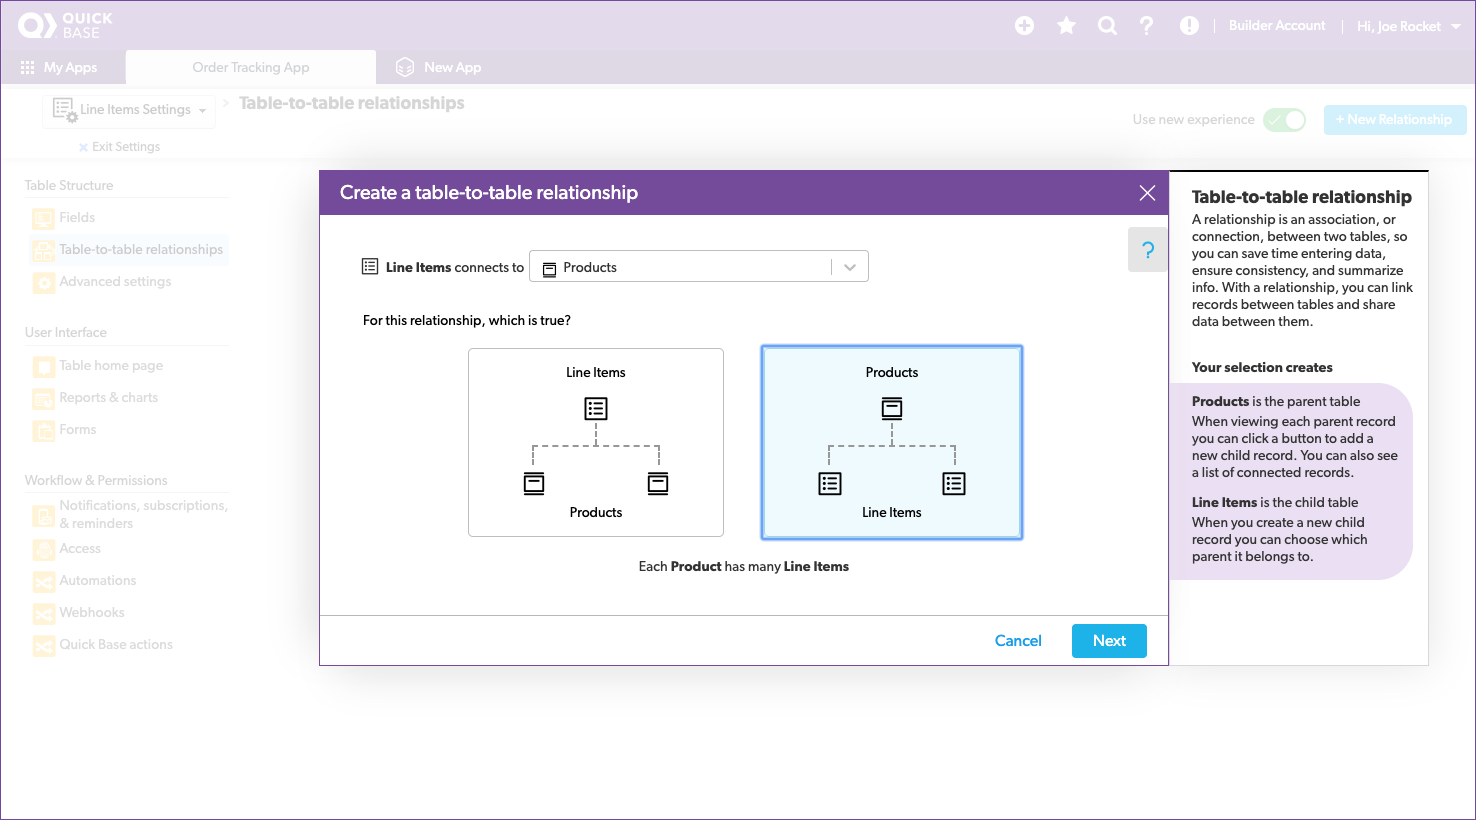 QUICK
BASE
Builder Account
Hi, Joe Rocket
My Apps
Order Tracking App
New App
Line Items Settings
> Table-to-table relationships
Use new experience
+ New Relationship
Exit Settings
Table Structure
Fields
Table-to-table relationships
Advanced settings
User Interface
Table home page
Reports & charts
Forms
Workflow & Permissions
Notifications, subscriptions,
& reminders
Access
Automations
Webhooks
Quick Base actions
Create a table-to-table relationship
?
Line Items connects to
Products
For this relationship, which is true?
Line Items
Products
Products
Line Items
Each Product has many Line Items
Cancel
Next
Table-to-table relationship
A relationship is an association, or
connection, between two tables, so
you can save time entering data,
ensure consistency, and summarize
info. With a relationship, you can link
records between tables and share
data between them.
Your selection creates
Products is the parent table
When viewing each parent record
you can click a button to add a
new child record. You can also see
a list of connected records.
Line Items is the child table
When you create a new child
record you can choose which
parent it belongs to.